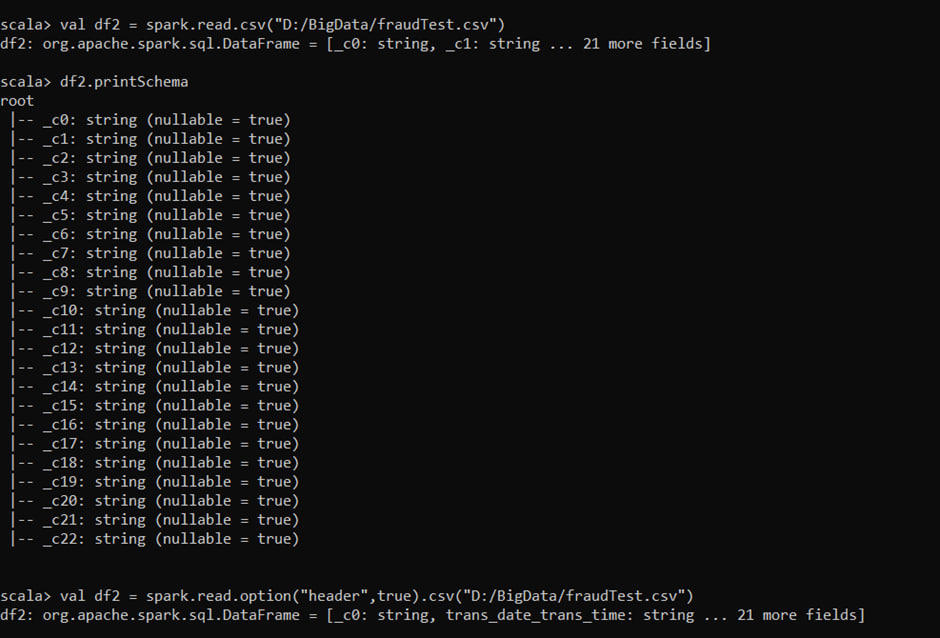 scala> val df2 = spark.read.csv("D:/BigData/fraudTest.csv")
df2: org.apache.spark.sql.DataFrame = [_c0: string, _c1: string ... 21 more fields]
scala> df2.printSchema
root
|-- _c0: string (nullable = true)
|-- _c1: string (nullable = true)
|-- _c2: string (nullable = true)
|-- _c3: string (nullable = true)
|-- _c4: string (nullable = true)
|-- _c5: string (nullable = true)
|-- _c6: string (nullable = true)
|-- _c7: string (nullable = true)
|-- _c8: string (nullable = true)
|-- _c9: string (nullable = true)
|-- _c10: string (nullable = true)
|-- _c11: string (nullable = true)
|-- _c12: string (nullable = true)
|-- _c13: string (nullable = true)
|-- _c14: string (nullable = true)
|-- _c15: string (nullable = true)
|-- _c16: string (nullable = true)
|-- _c17: string (nullable = true)
|-- _c18: string (nullable = true)
|-- _c19: string (nullable = true)
|-- _c20: string (nullable = true)
|-- _c21: string (nullable = true)
|-- _c22: string (nullable = true)
scala> val df2 = spark.read.option("header",true).csv("D:/BigData/fraudTest.csv")
df2: org.apache.spark.sql.DataFrame = [_c0: string, trans_date_trans_time: string ... 21 more fields]